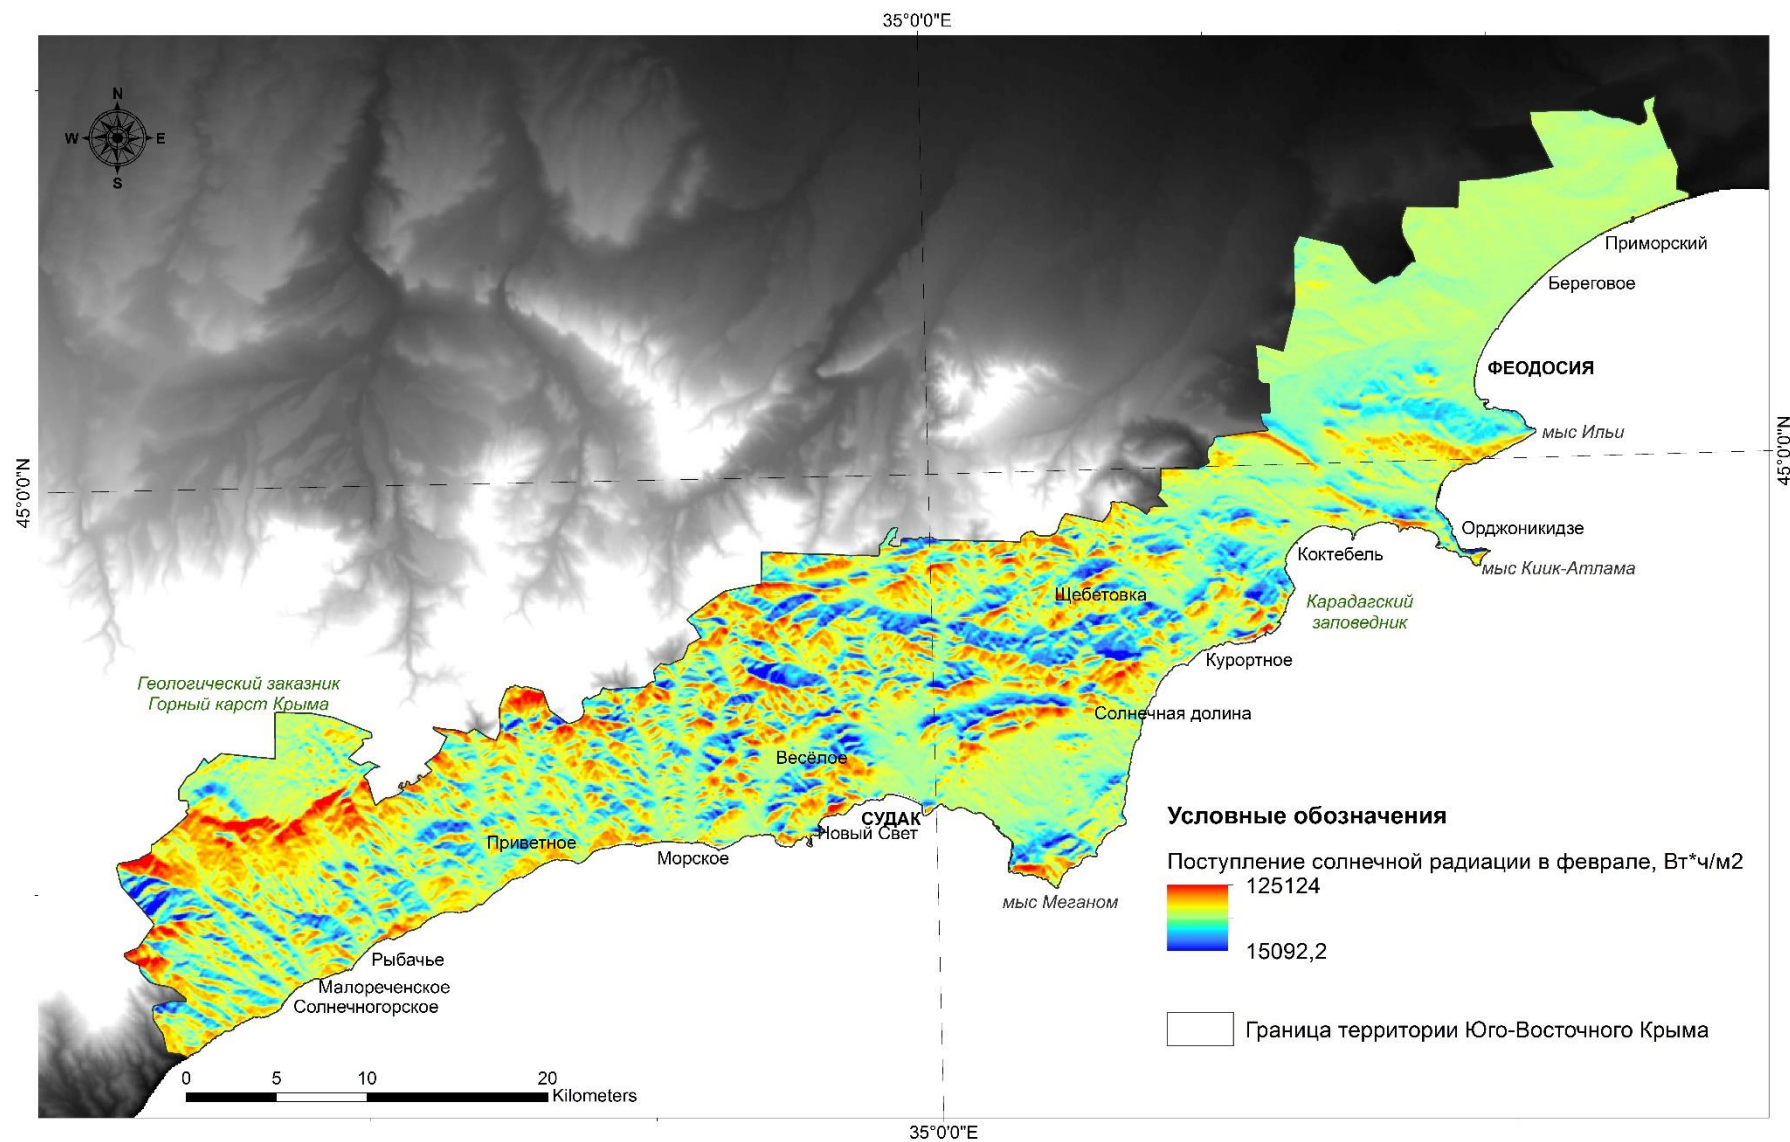 35°0'0"E
N
W
E
S
Приморский
Береговое
ФЕОДОСИЯ
мыс Ильи
45°0'0"N
45°0'0"N
Орджоникидзе
Коктебель
мыс Киик-Атлама
Щебетовка
Карадагский
заповедник
Курортное
Геологический заказник
Горный карст Крыма
Солнечная долина
Весёлое
СУДАК
Новый Свет
Приветное
Морское
мыс Меганом
Рыбачье
Малореченское
Солнечногорское
Условные обозначения
Поступление солнечной радиации в феврале, Вт*ч/м2
125124
15092,2
Граница территории Юго-Восточного Крыма
0 5 10 20
Kilometers
35°0'0"E